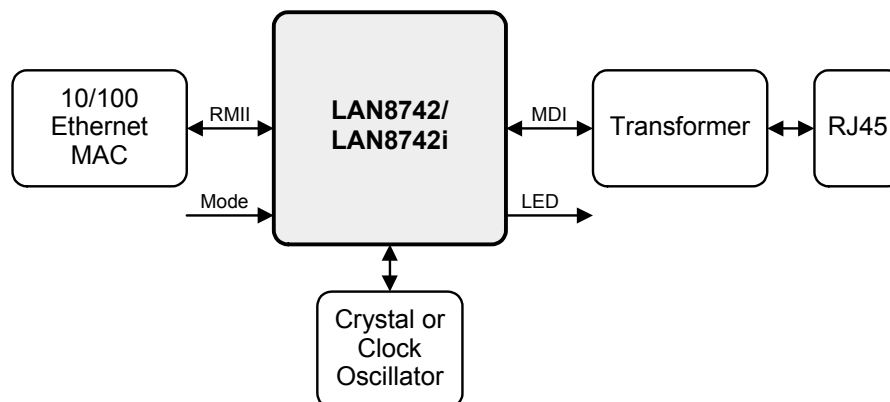 10/100
Ethernet
MAC
RMII
LAN8742/
LAN8742i
MDI
Transformer
RJ45
Mode
LED
Crystal or
Clock
Oscillator